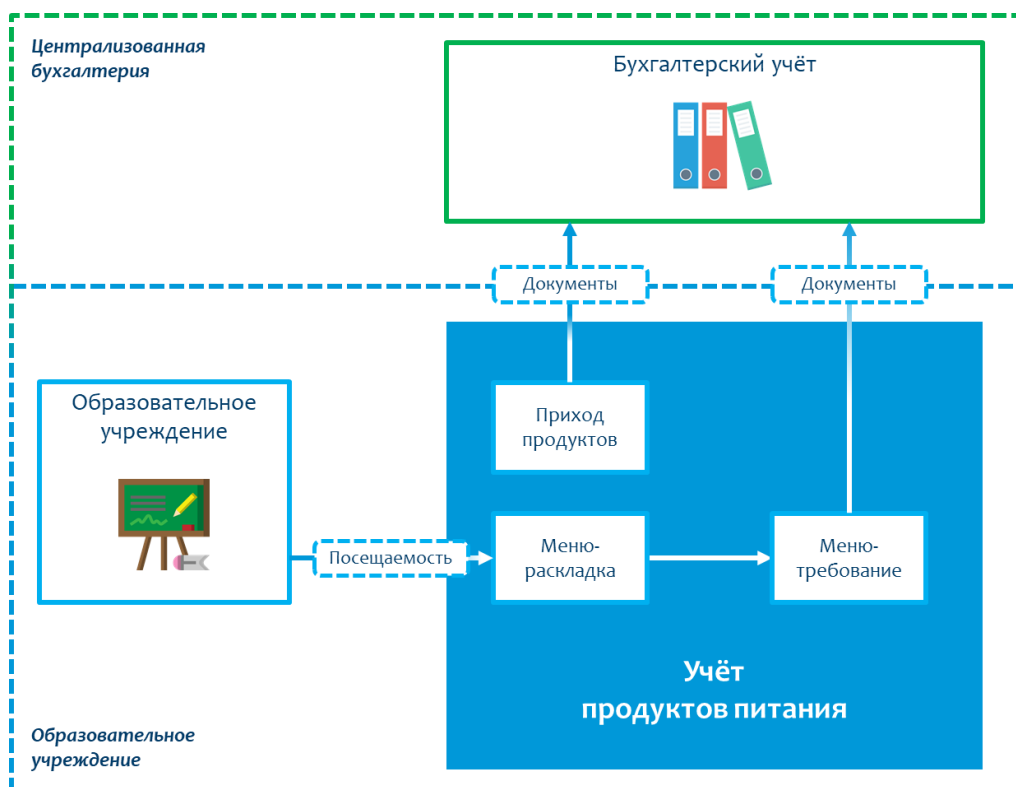 Централизованная
бухгалтерия
Бухгалтерский учёт
Документы
Документы
Образовательное
учреждение
Приход
продуктов
Посещаемость
Меню-
раскладка
Меню-
требование
Учёт
продуктов питания
Образовательное
учреждение